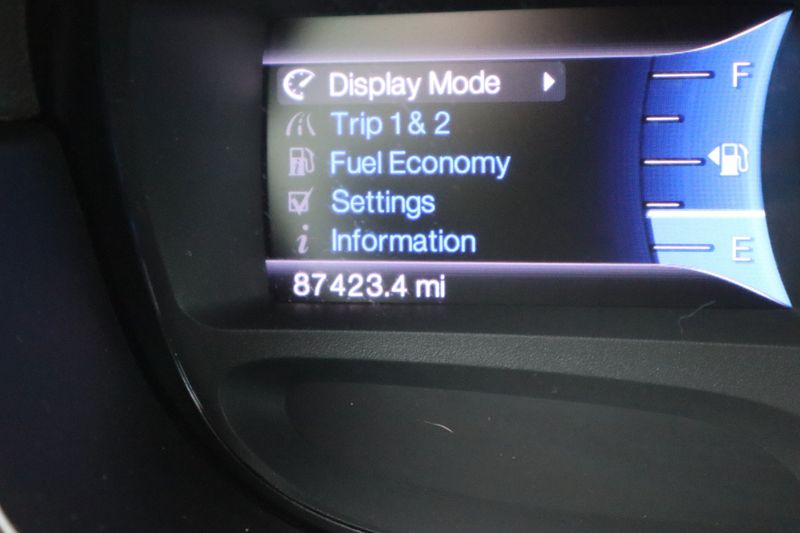 Display Mode
Trip 1 & 2
Fuel Economy
Settings
Information
87423.4 mi
F
E